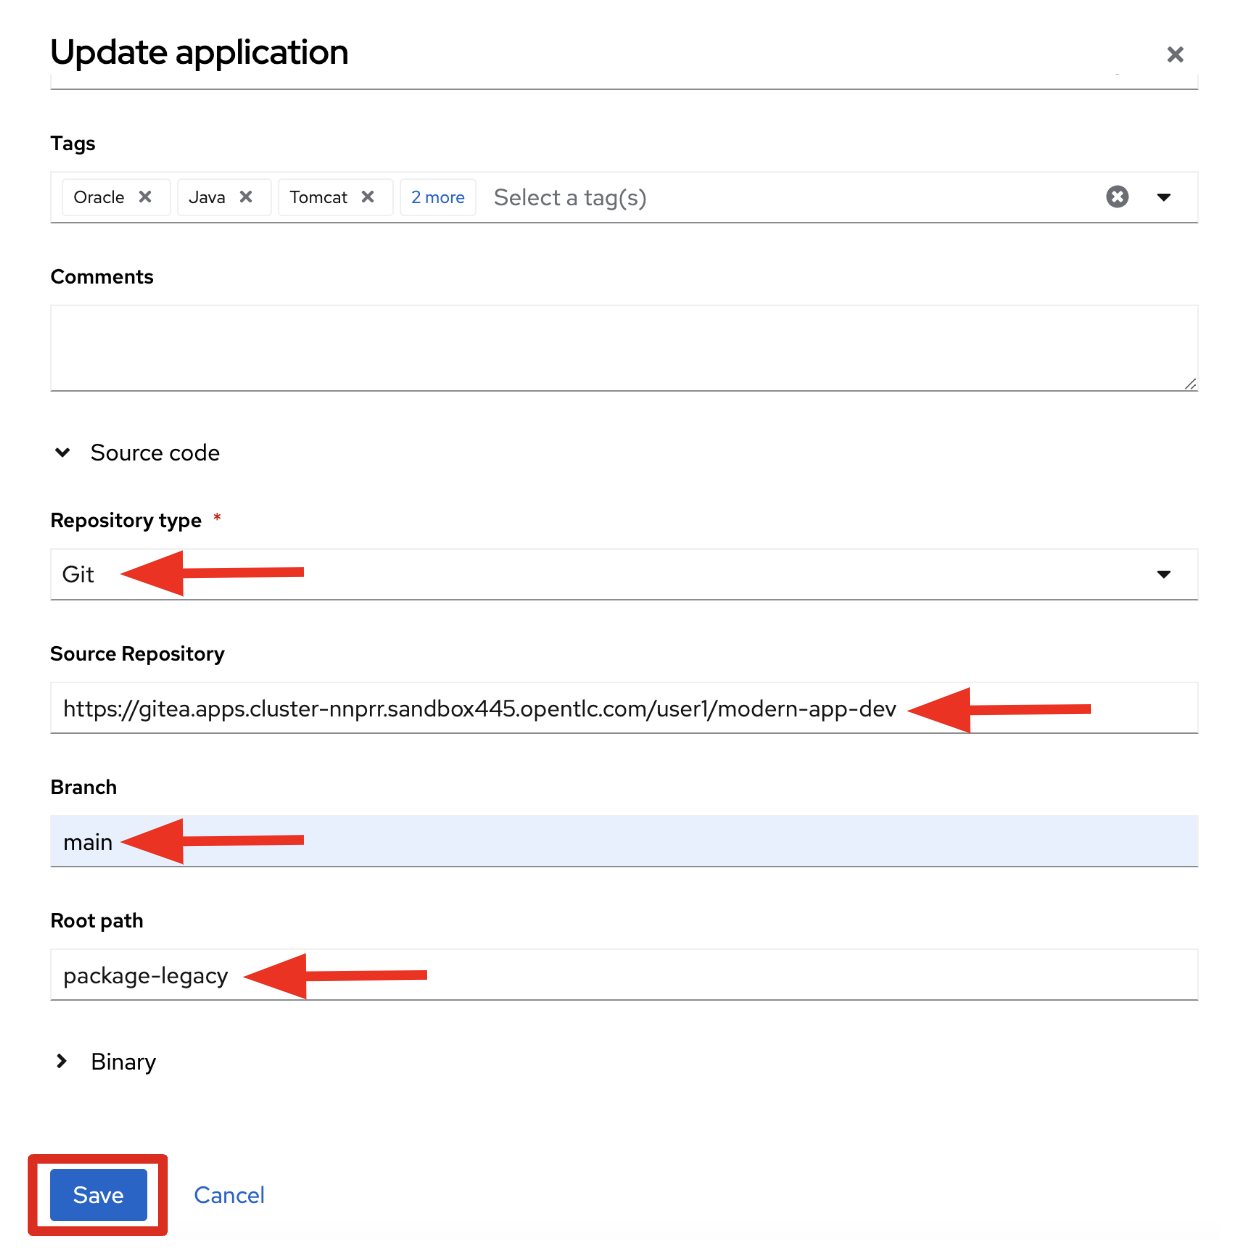 Update application
Tags
Oracle Java Tomcat 2 more Select a tag(s)
Comments
Source code
Repository type *
Git
Source Repository
https://gitea.apps.cluster-nnprr.sandbox445.opentlc.com/user1/modern-app-dev
Branch
main
Root path
package-legacy
Binary
Save Cancel